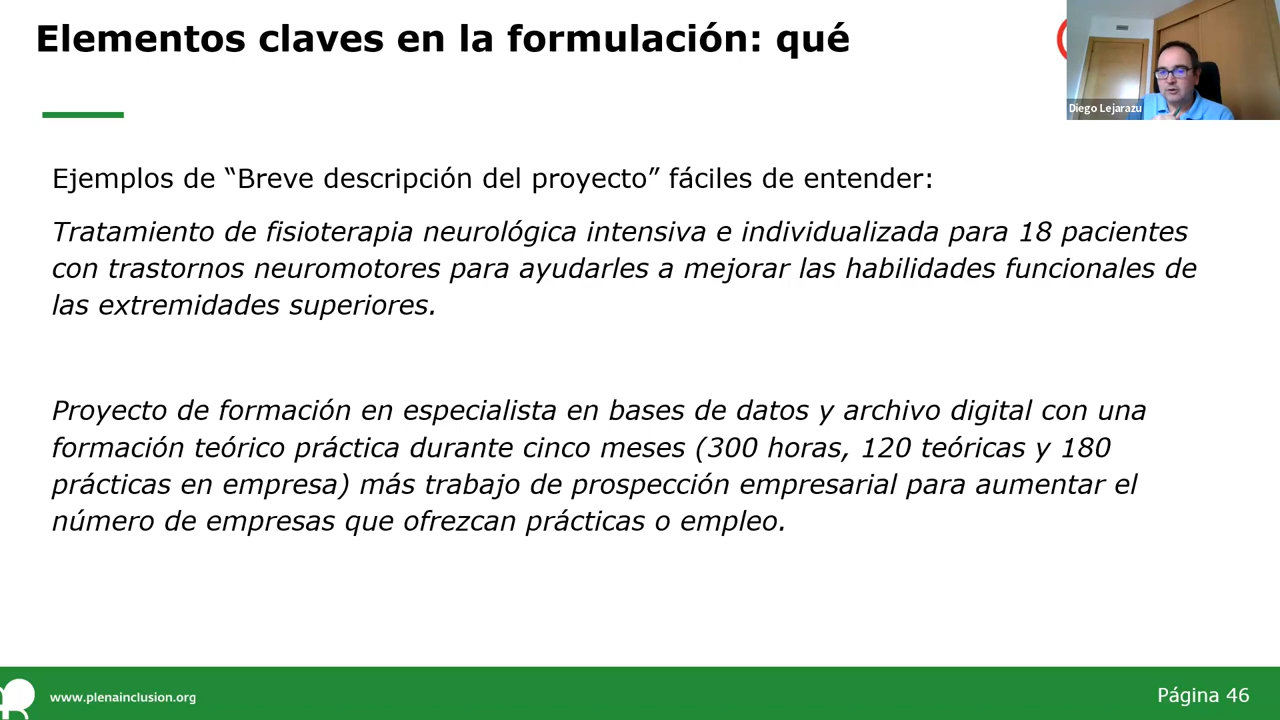 Elementos claves en la formulación: qué
Diego Lejarazu
Ejemplos de “Breve descripción del proyecto” fáciles de entender:
Tratamiento de fisioterapia neurológica intensiva e individualizada para 18 pacientes
con trastornos neuromotores para ayudarles a mejorar las habilidades funcionales de
las extremidades superiores.
Proyecto de formación en especialista en bases de datos y archivo digital con una
formación teórico práctica durante cinco meses (300 horas, 120 teóricas y 180
prácticas en empresa) más trabajo de prospección empresarial para aumentar el
número de empresas que ofrezcan prácticas o empleo.
www.plenainclusion.org
Página 46